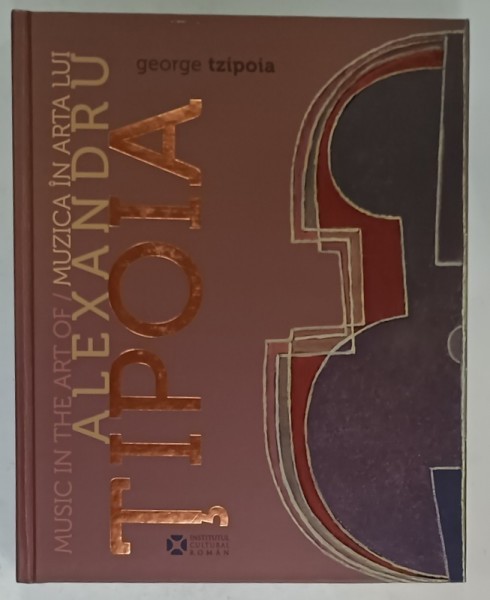 george tzipoia
MUSIC IN THE ART OF / MUZICA ÎN ARTA LUI
ALEXANDRU
ȚIPOIA
INSTITUTUL
CULTURAL
ROMÂN